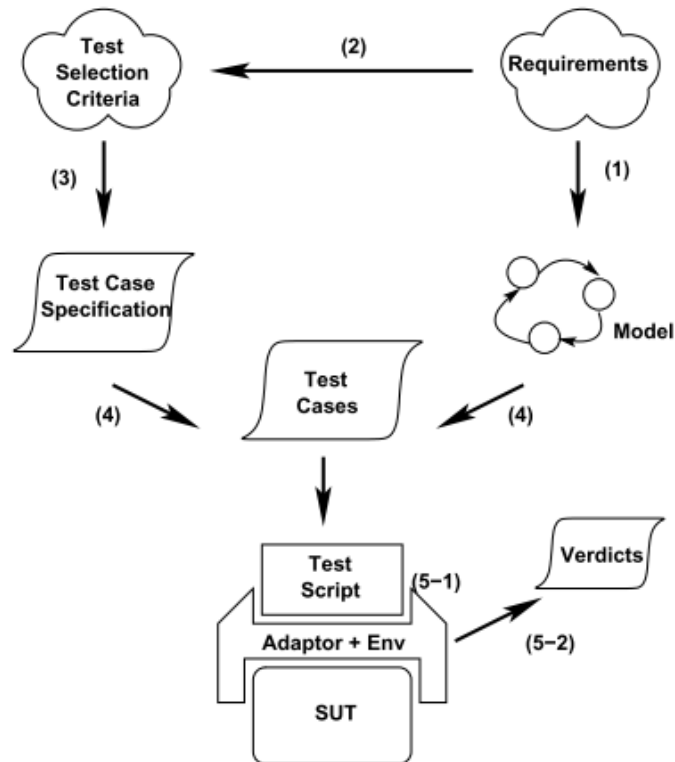 Test
Selection
Criteria
(2)
Requirements
(3)
(1)
Test Case
Specification
Model
Test
Cases
(4)
(4)
Test
Script
(5−1)
Verdicts
Adaptor + Env
(5−2)
SUT